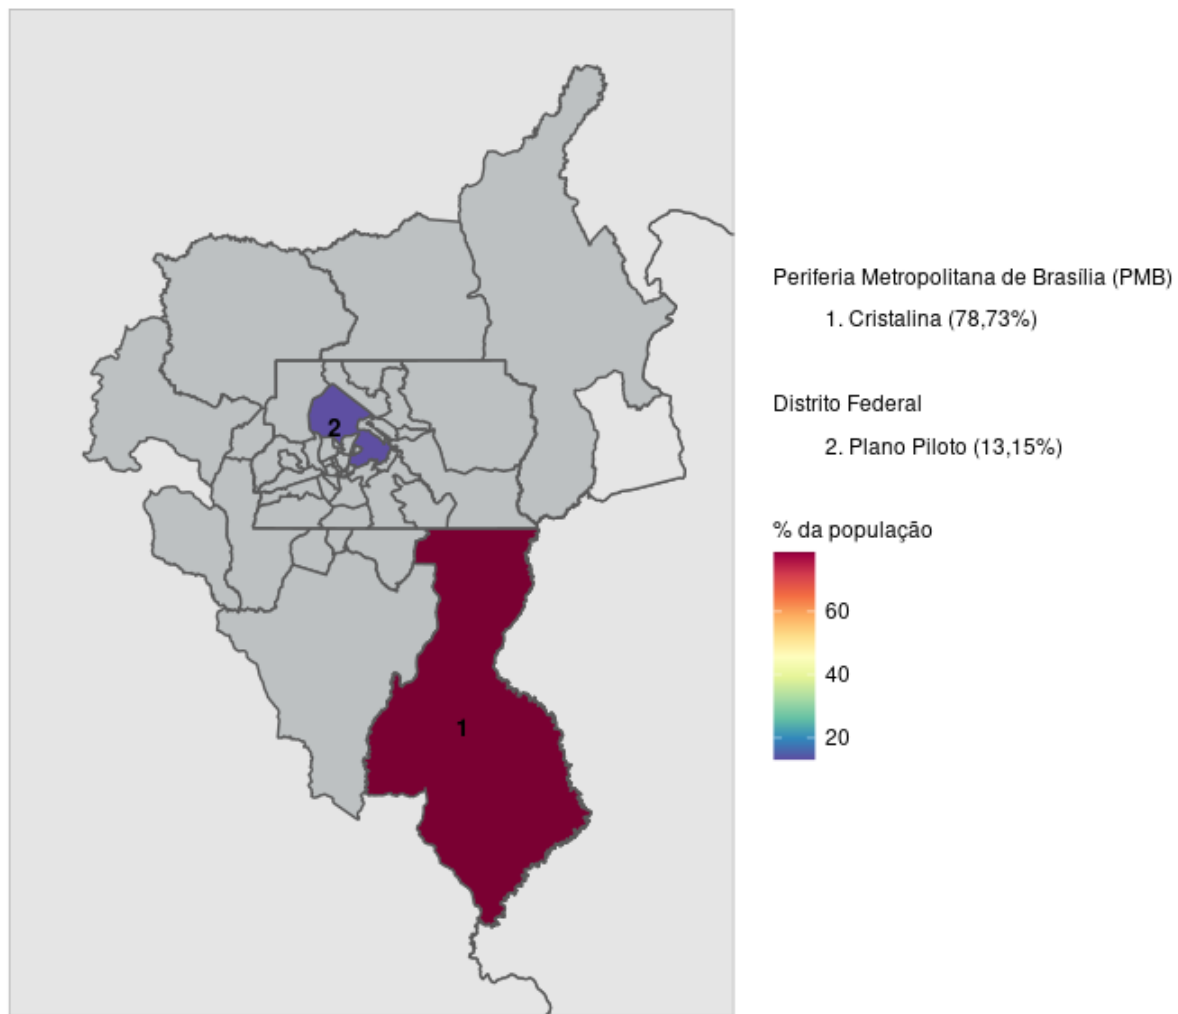 Periferia Metropolitana de Brasília (PMB)
1. Cristalina (78,73%)
Distrito Federal
2. Plano Piloto (13,15%)
% da população
60
40
20
2
1